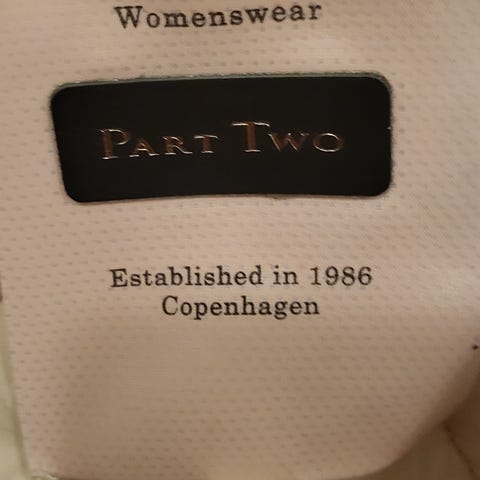 Womenswear
PART TWO
Established in 1986
Copenhagen